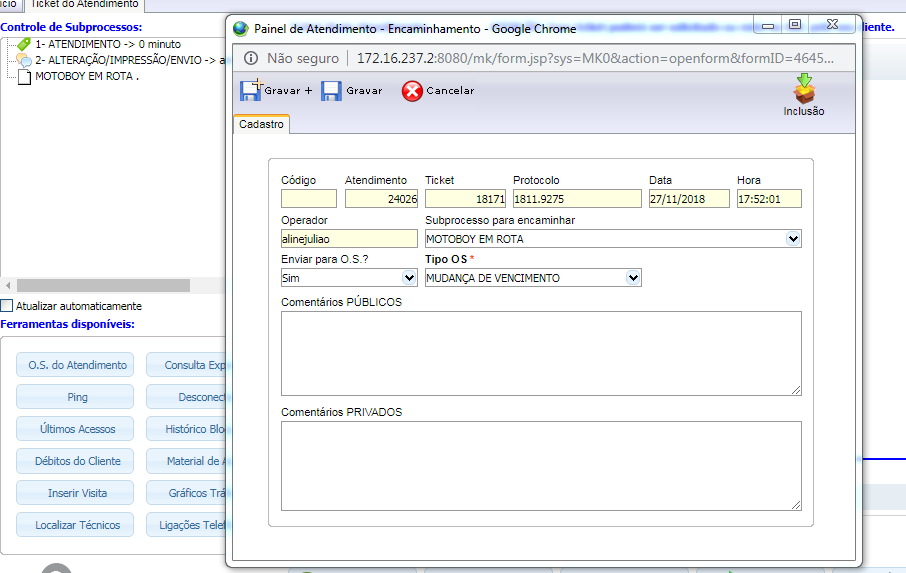 Ticket do Atendimento
Controle de Subprocessos:
1- ATENDIMENTO -> 0 minuto
2- ALTERAÇÃO/IMPRESSÃO/ENVIO ->
MOTOBOY EM ROTA .
Atualizar automaticamente
Ferramentas disponíveis:
O.S. do Atendimento
Consulta Exp
Ping
Desconect
Últimos Acessos
Histórico Blo
Débitos do Cliente
Material de A
Inserir Visita
Gráficos Trá
Localizar Técnicos
Ligações Telef
cliente.
Painel de Atendimento - Encaminhamento - Google Chrome
Não seguro | 172.16.237.2:8080/mk/form.jsp?sys=MK0&action=openform&formID=4645...
Gravar + Gravar Cancelar
Inclusão
Cadastro
Código Atendimento Ticket Protocolo Data Hora
24026 18171 1811.9275 27/11/2018 17:52:01
Operador Subprocesso para encaminhar
alinejuliao MOTOBOY EM ROTA
Enviar para O.S.? Tipo OS *
Sim MUDANÇA DE VENCIMENTO
Comentários PÚBLICOS
Comentários PRIVADOS